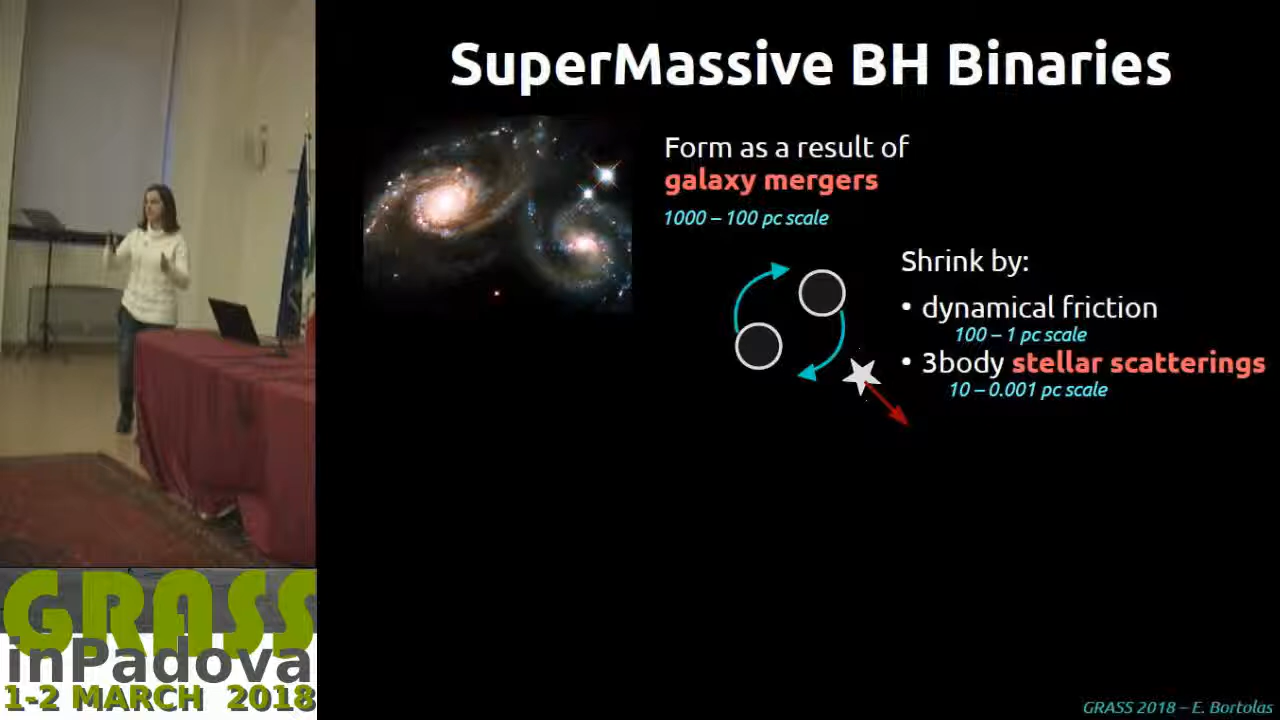 SuperMassive BH Binaries
Form as a result of
galaxy mergers
1000 – 100 pc scale
Shrink by:
• dynamical friction
100 – 1 pc scale
• 3body stellar scatterings
10 – 0.001 pc scale
GRASS
inPadova
1-2 MARCH 2018
GRASS 2018 – E. Bortolas